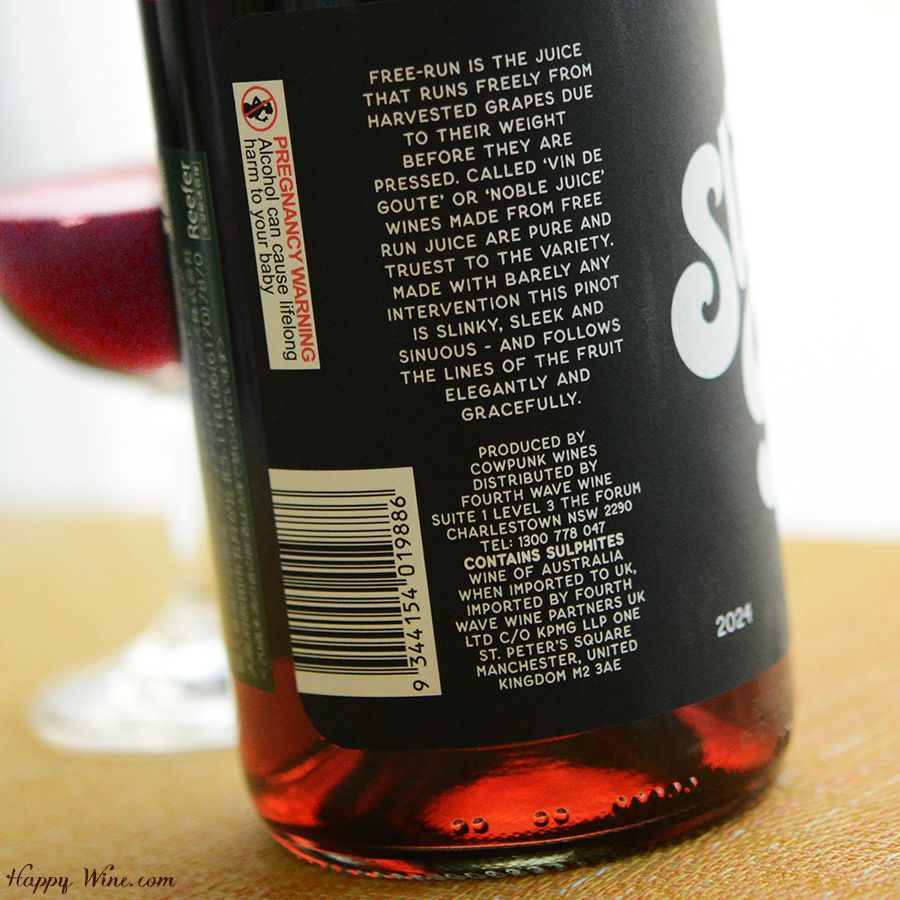 PREGNANCY WARNING
Alcohol can cause lifelong
harm to your baby
FREE-RUN IS THE JUICE
THAT RUNS FREELY FROM
HARVESTED GRAPES DUE
TO THEIR WEIGHT
BEFORE THEY ARE
PRESSED. CALLED ‘VIN DE
GOUTE’ OR ‘NOBLE JUICE’
WINES MADE FROM FREE
RUN JUICE ARE PURE AND
TRUEST TO THE VARIETY.
MADE WITH BARELY ANY
INTERVENTION THIS PINOT
IS SLINKY, SLEEK AND
SINUOUS - AND FOLLOWS
THE LINES OF THE FRUIT
ELEGANTLY AND
GRACEFULLY.
PRODUCED BY
COWPUNK WINES
DISTRIBUTED BY
FOURTH WAVE WINE
SUITE 1 LEVEL 3 THE FORUM
CHARLESTOWN NSW 2290
TEL: 1300 778 047
CONTAINS SULPHITES
WINE OF AUSTRALIA
WHEN IMPORTED TO UK,
IMPORTED BY FOURTH
WAVE WINE PARTNERS UK
LTD C/O KPMG LLP ONE
ST. PETER'S SQUARE
MANCHESTER, UNITED
KINGDOM M2 3AE
9 344154 019886
2024
Reefer
Happy Wine.com